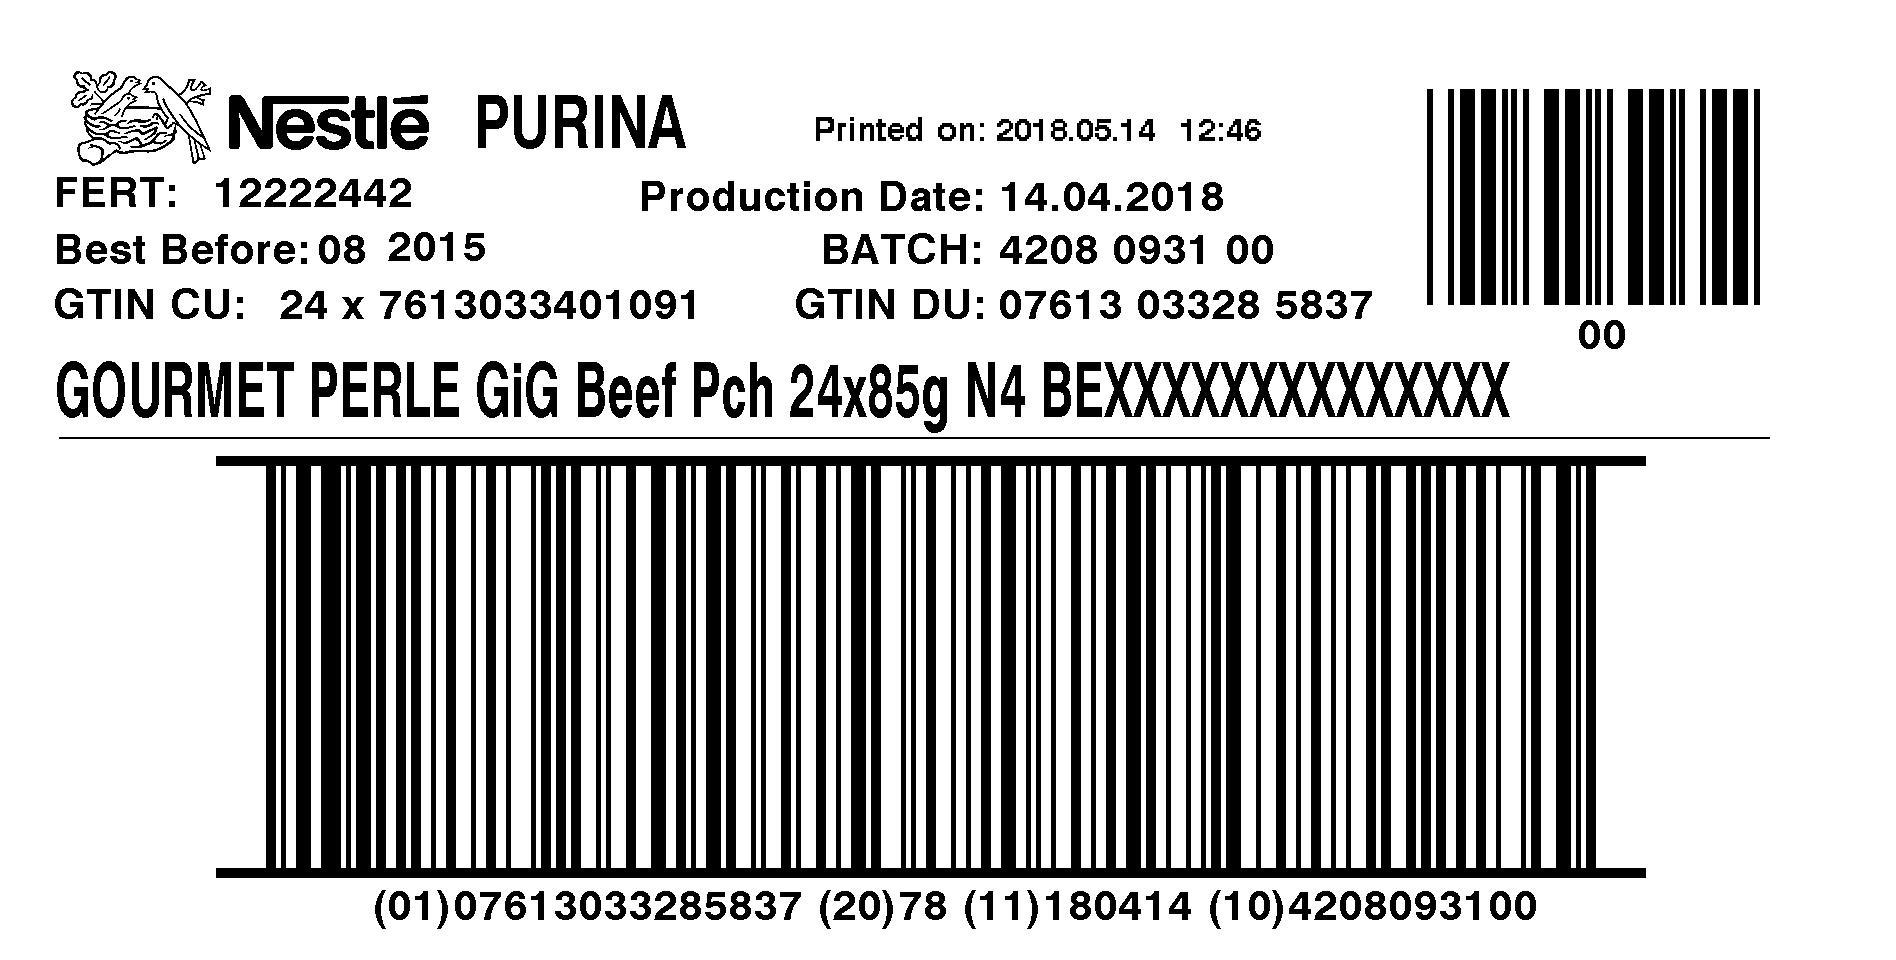 Nestlé PURINA Printed on: 2018.05.14 12:46
FERT: 12222442 Production Date: 14.04.2018
Best Before: 08 2015 BATCH: 4208 0931 00
GTIN CU: 24 x 7613033401091 GTIN DU: 07613 03328 5837
00
GOURMET PERLE GiG Beef Pch 24x85g N4 BEXXXXXXXXXXXXXX
(01)07613033285837 (20)78 (11)180414 (10)4208093100